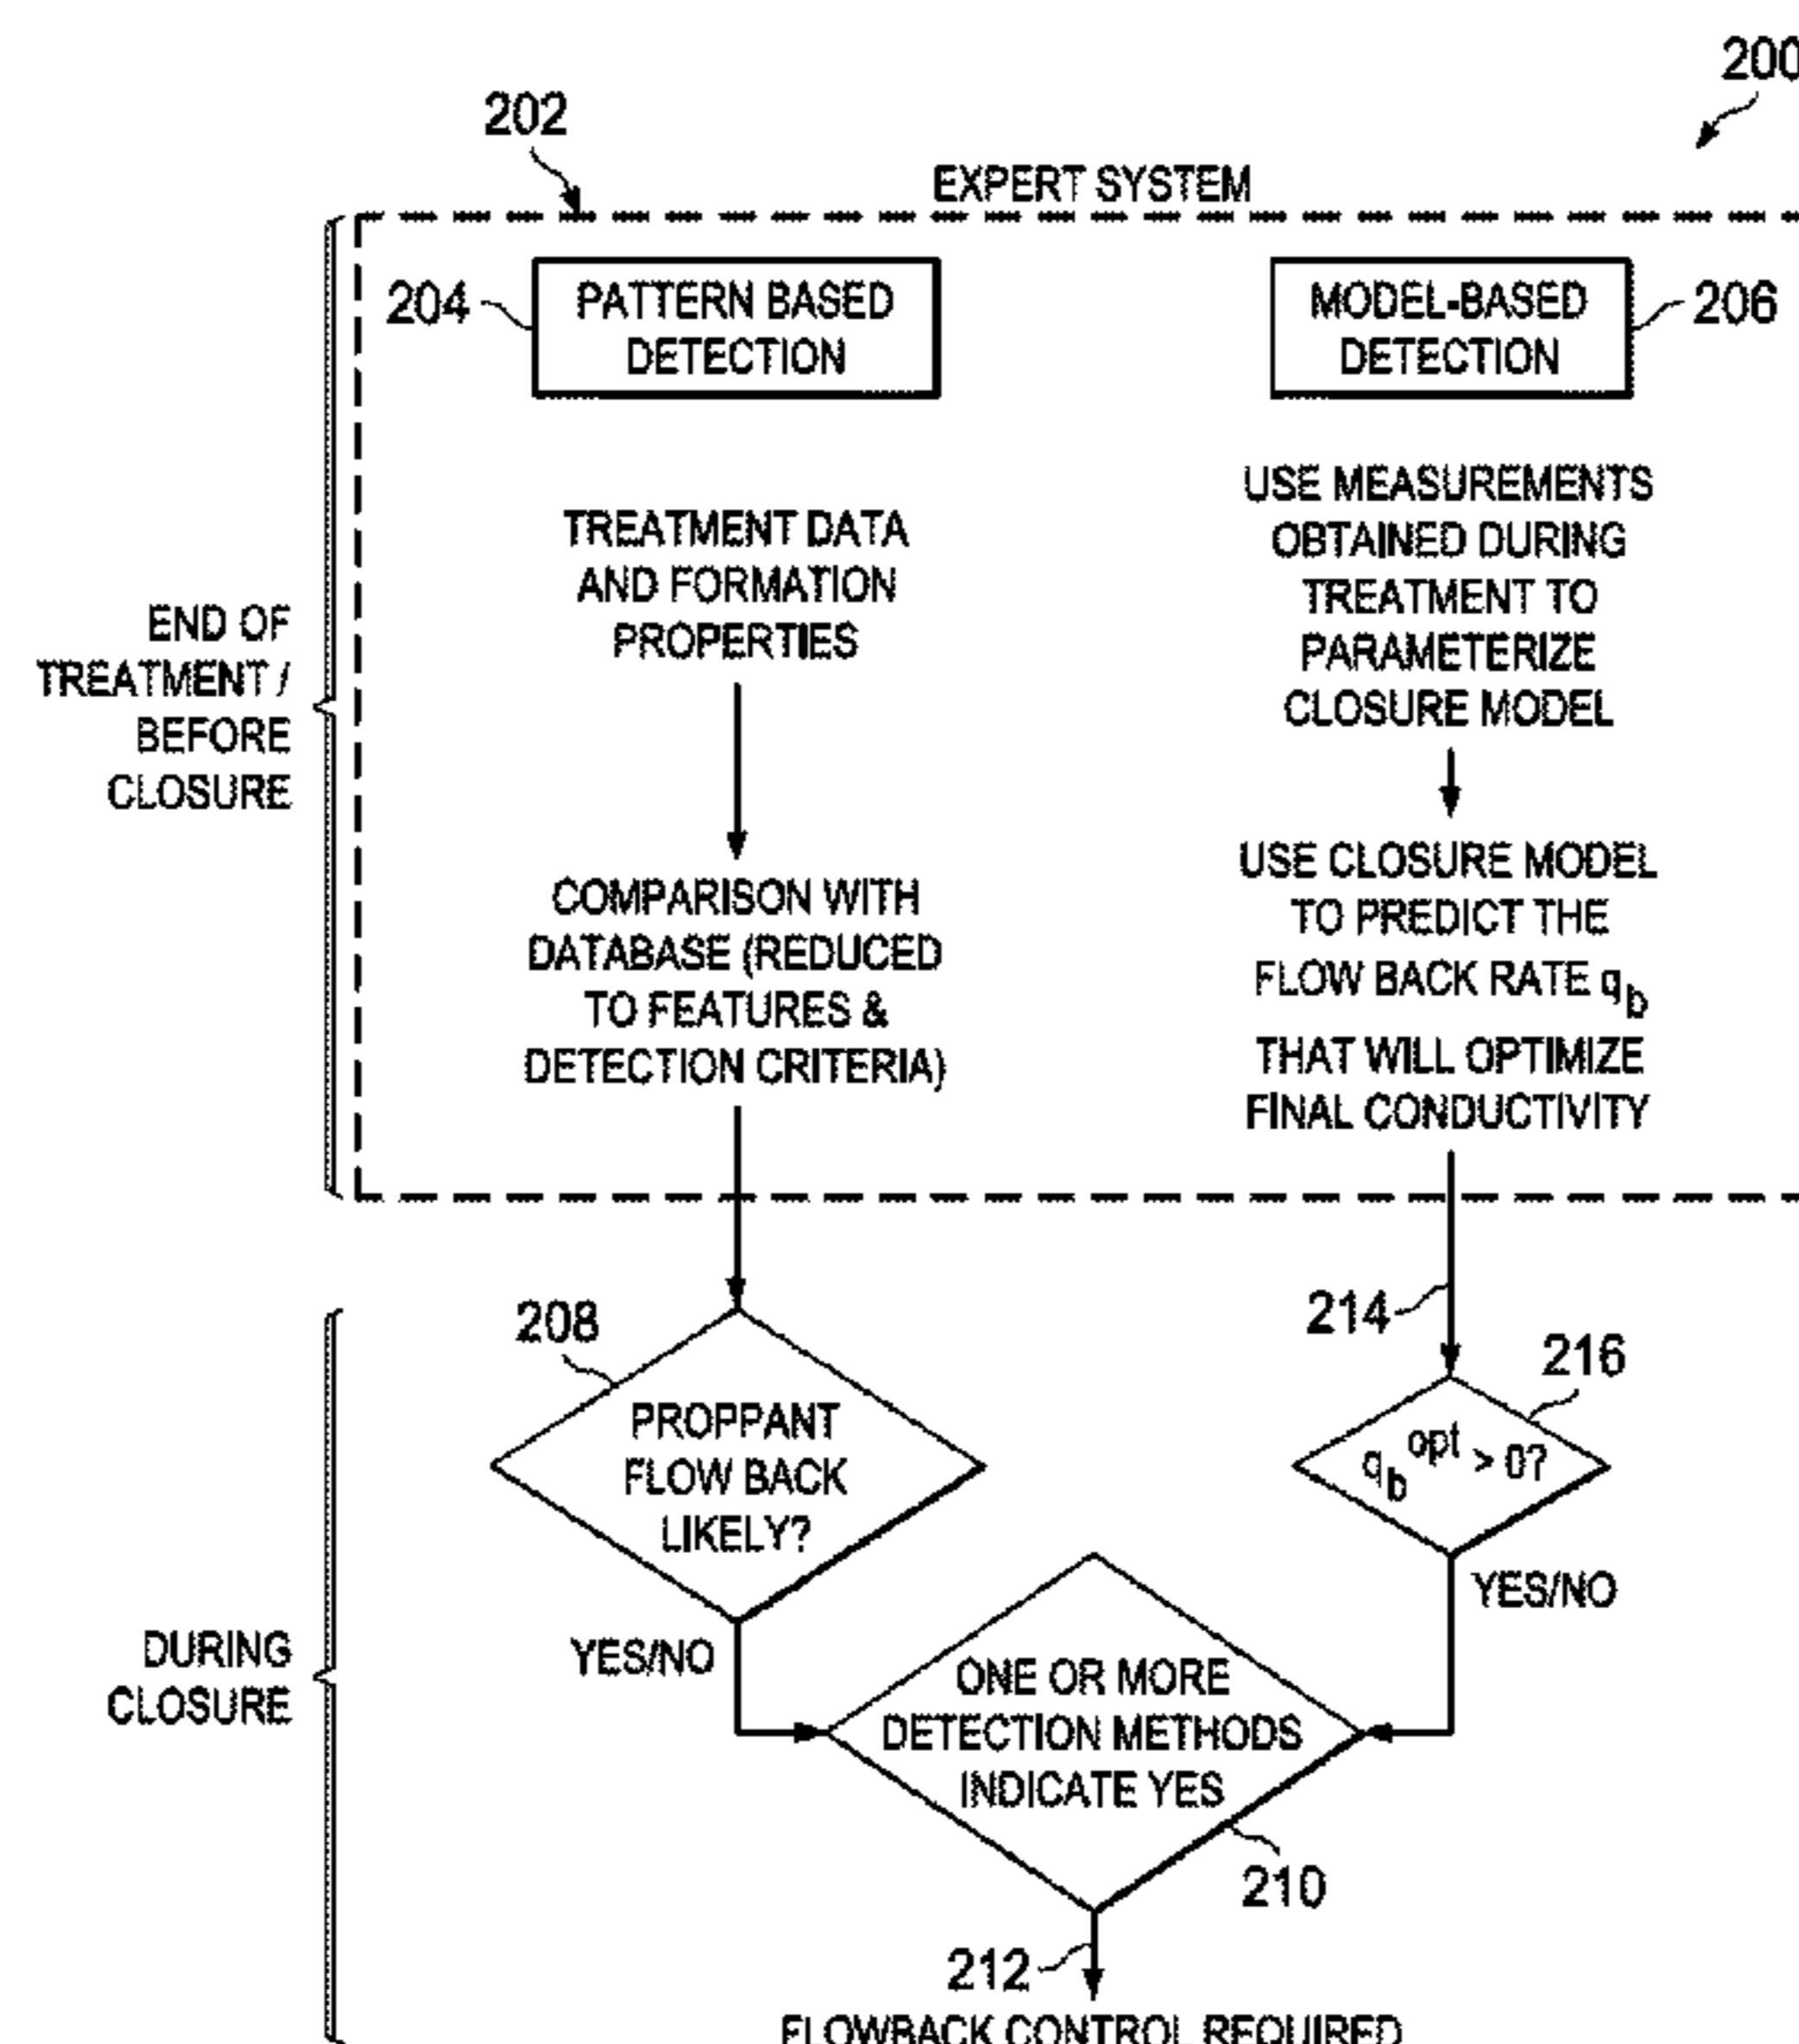 200
202
EXPERT SYSTEM
204
PATTERN BASED
DETECTION
MODEL-BASED
DETECTION
206
TREATMENT DATA
AND FORMATION
PROPERTIES
USE MEASUREMENTS
OBTAINED DURING
TREATMENT TO
PARAMETERIZE
CLOSURE MODEL
END OF
TREATMENT /
BEFORE
CLOSURE
COMPARISON WITH
DATABASE (REDUCED
TO FEATURES &
DETECTION CRITERIA)
USE CLOSURE MODEL
TO PREDICT THE
FLOW BACK RATE qb
THAT WILL OPTIMIZE
FINAL CONDUCTIVITY
208
PROPPANT
FLOW BACK
LIKELY?
214
216
qb opt > 0?
YES/NO
YES/NO
DURING
CLOSURE
ONE OR MORE
DETECTION METHODS
INDICATE YES
210
212
FLOWBACK CONTROL REQUIRED